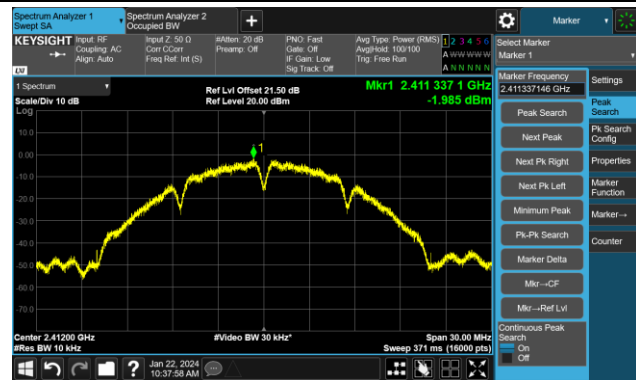 Spectrum Analyzer 1
Swept SA
Spectrum Analyzer 2
Occupied BW
Marker
KEYSIGHT
Input: RF
Coupling: AC
Align: Auto
Input Z: 50 Ω
Corr CCorr
Freq Ref: Int (S)
#Atten: 20 dB
Preamp: Off
PNO: Fast
Gate: Off
IF Gain: Low
Sig Track: Off
Avg Type: Power (RMS)
Avg|Hold: 100/100
Trig: Free Run
1 2 3 4 5 6
A W W W W W
A N N N N N
LXI
Select Marker
Marker 1
1 Spectrum
Scale/Div 10 dB
Log
Ref Lvl Offset 21.50 dB
Ref Level 20.00 dBm
Mkr1 2.411 337 1 GHz
-1.985 dBm
1
10.0
0.00
-10.0
-20.0
-30.0
-40.0
-50.0
-60.0
-70.0
Center 2.41200 GHz
#Res BW 10 kHz
#Video BW 30 kHz*
Span 30.00 MHz
Sweep 371 ms (16000 pts)
Marker Frequency
2.411337146 GHz
Peak Search
Next Peak
Next Pk Right
Next Pk Left
Minimum Peak
Pk-Pk Search
Marker Delta
Mkr→CF
Mkr→Ref Lvl
Continuous Peak
Search
On
Off
Settings
Peak
Search
Pk Search
Config
Properties
Marker
Function
Marker→
Counter
Jan 22, 2024
10:37:58 AM